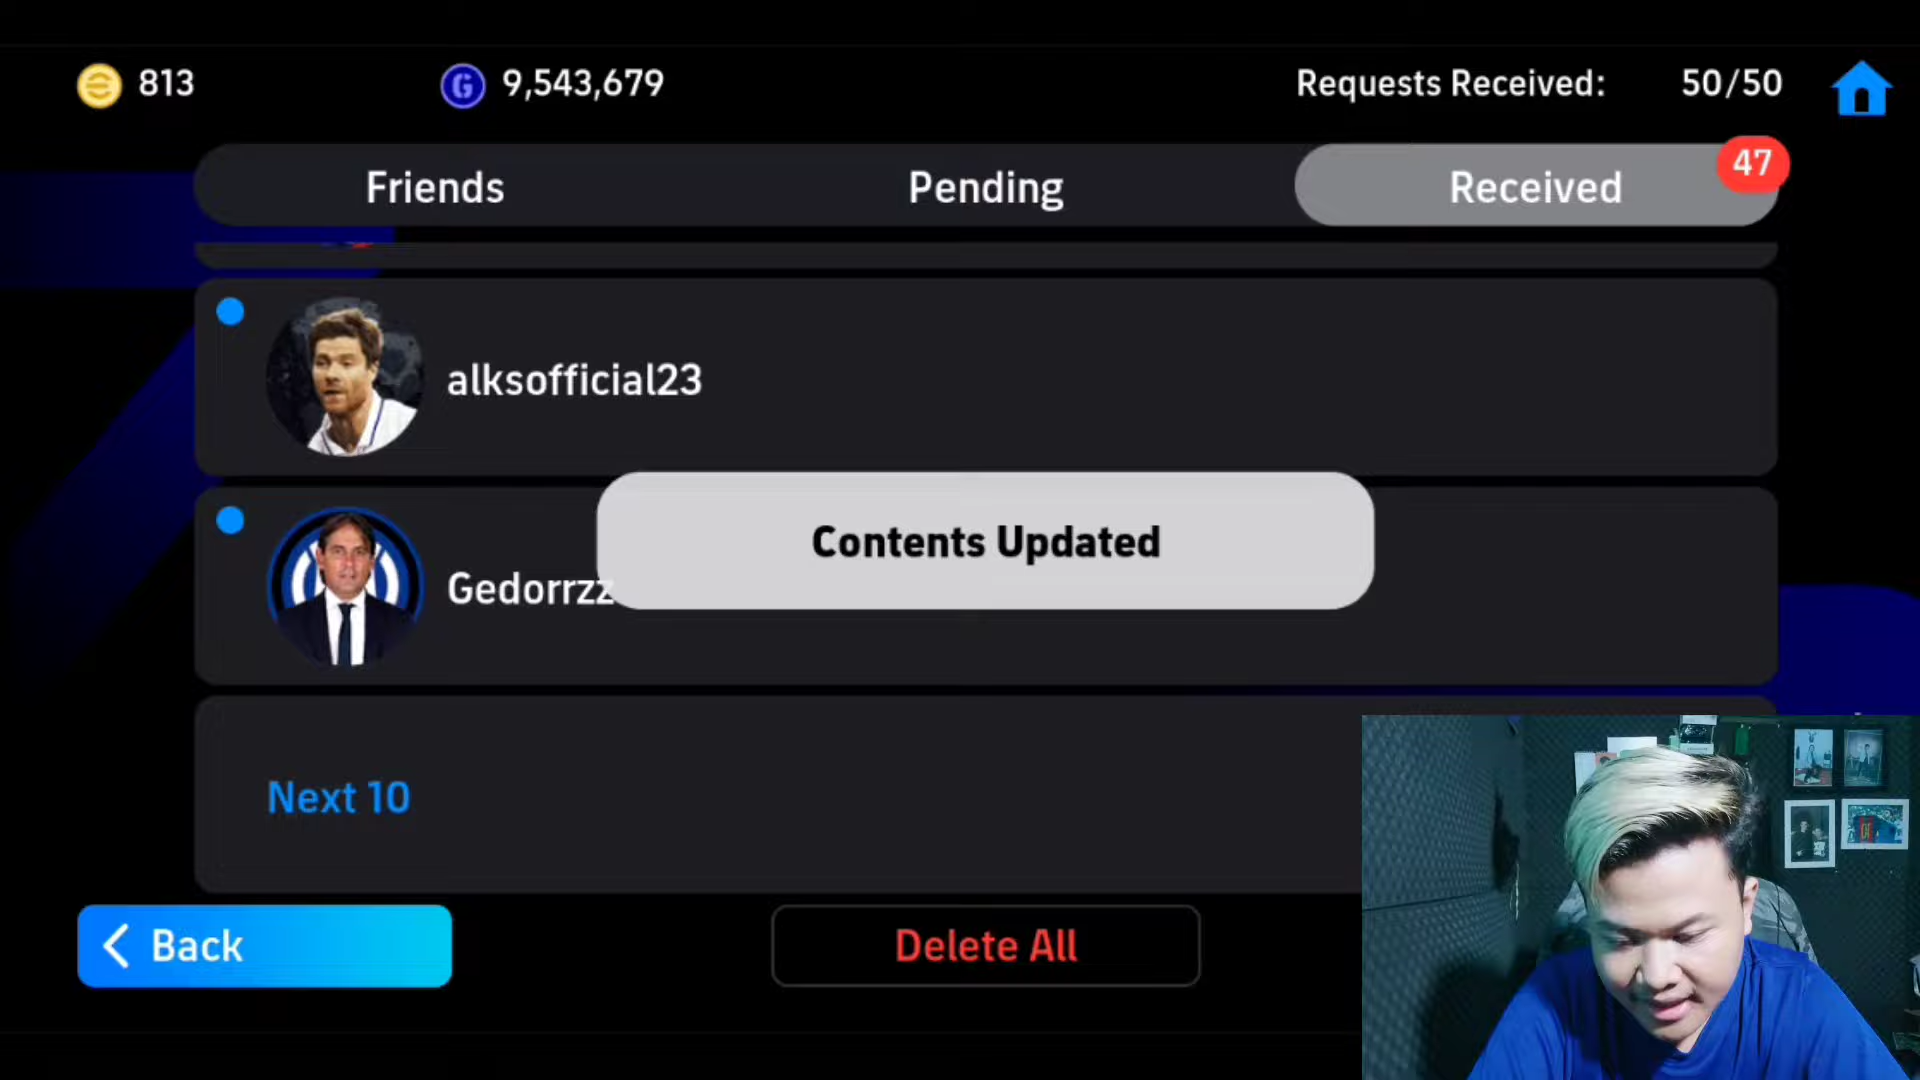 813
9,543,679
Requests Received: 50/50
Friends
Pending
Received
47
alksofficial23
Contents Updated
Gedorrzz
Next 10
Back
Delete All